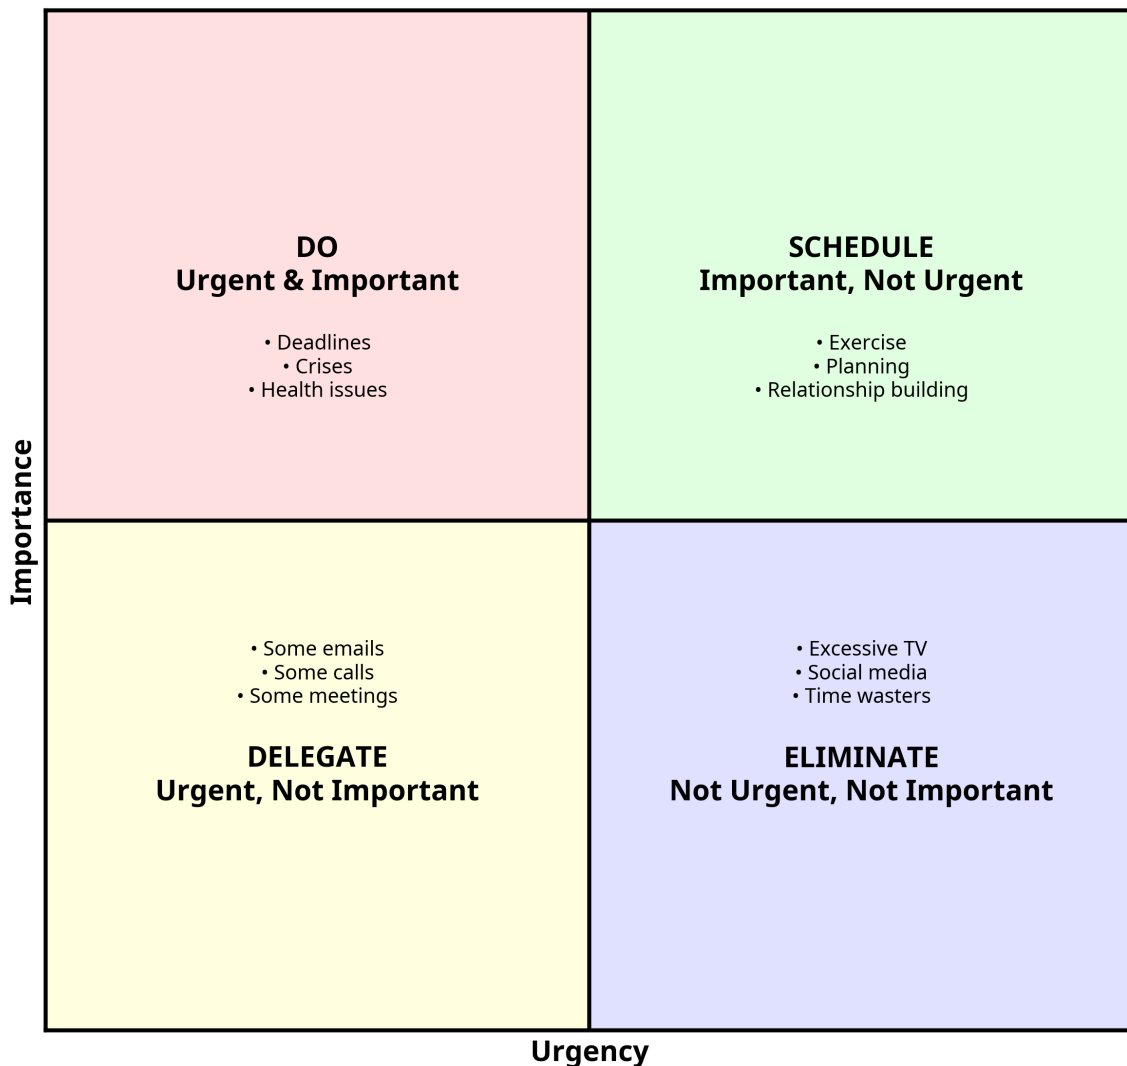 DO
Urgent & Important
• Deadlines
• Crises
• Health issues
SCHEDULE
Important, Not Urgent
• Exercise
• Planning
• Relationship building
Importance
• Some emails
• Some calls
• Some meetings
DELEGATE
Urgent, Not Important
• Excessive TV
• Social media
• Time wasters
ELIMINATE
Not Urgent, Not Important
Urgency